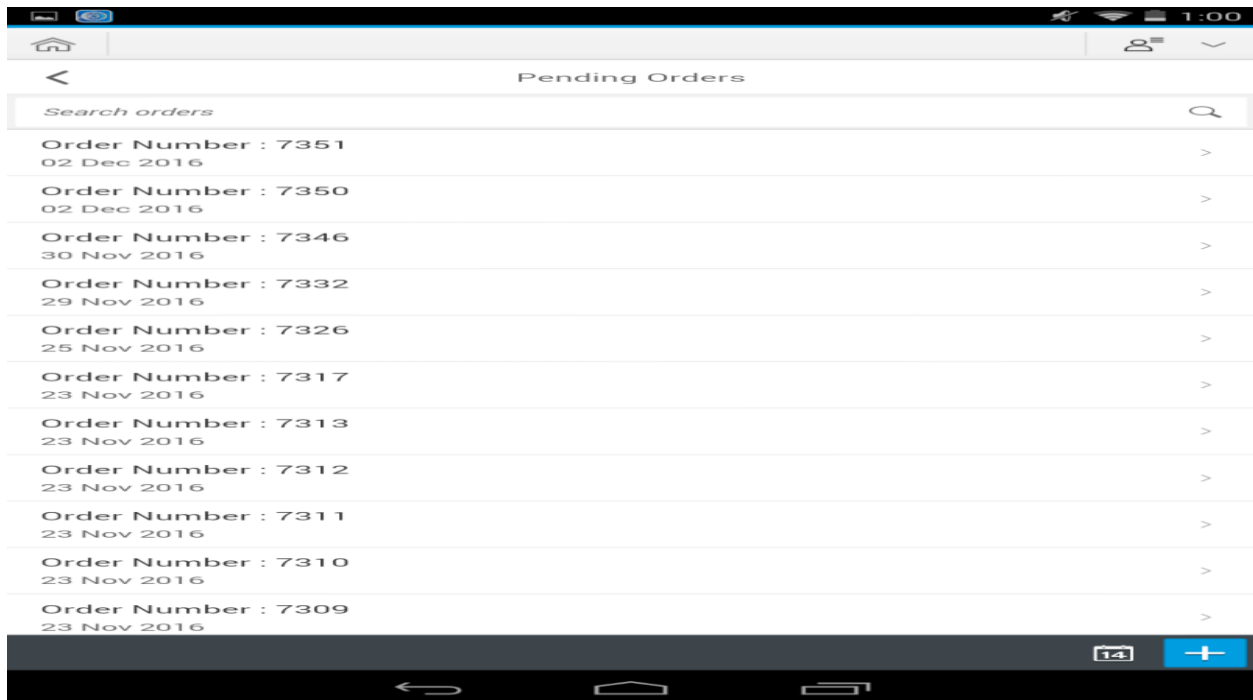 1:00
Pending Orders
Search orders
Order Number : 7351
02 Dec 2016
Order Number : 7350
02 Dec 2016
Order Number : 7346
30 Nov 2016
Order Number : 7332
29 Nov 2016
Order Number : 7326
25 Nov 2016
Order Number : 7317
23 Nov 2016
Order Number : 7313
23 Nov 2016
Order Number : 7312
23 Nov 2016
Order Number : 7311
23 Nov 2016
Order Number : 7310
23 Nov 2016
Order Number : 7309
23 Nov 2016
14